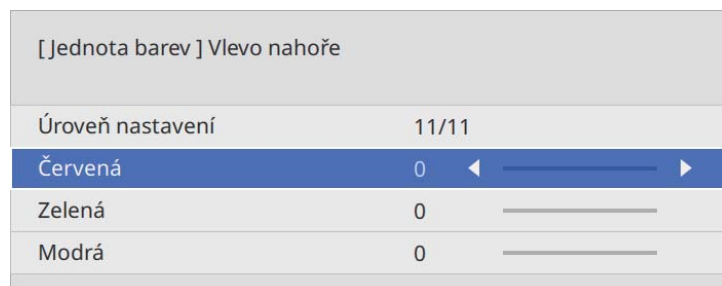 [ Jednota barev ] Vlevo nahoře
Úroveň nastavení 11/11
Červená 0
Zelená 0
Modrá 0